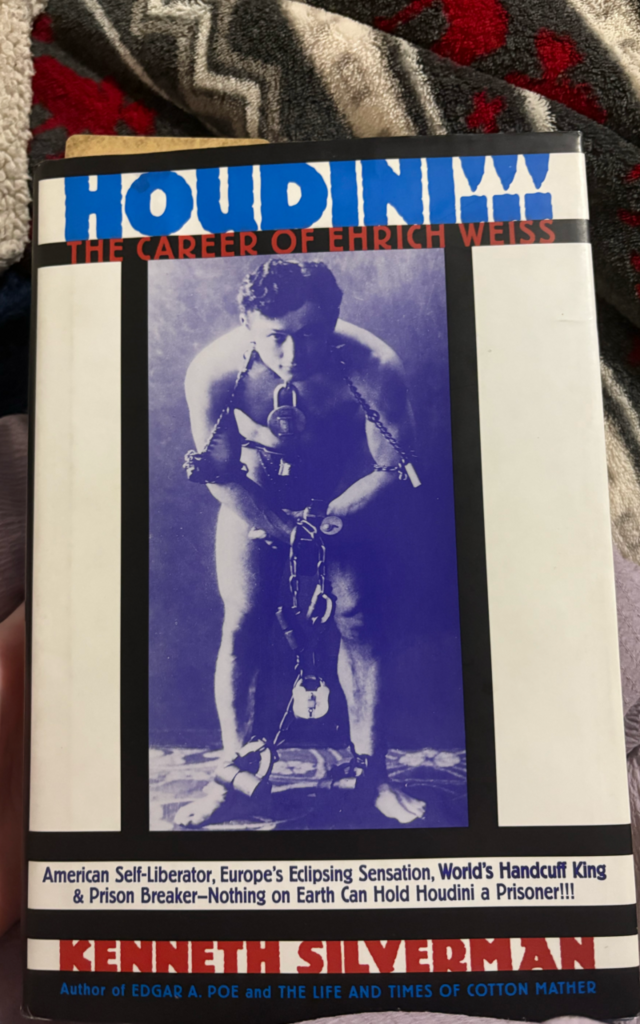 HOUDINI!!!
THE CAREER OF EHRICH WEISS
American Self-Liberator, Europe's Eclipsing Sensation, World's Handcuff King
& Prison Breaker—Nothing on Earth Can Hold Houdini a Prisoner!!!
KENNETH SILVERMAN
Author of EDGAR A. POE and THE LIFE AND TIMES OF COTTON MATHER